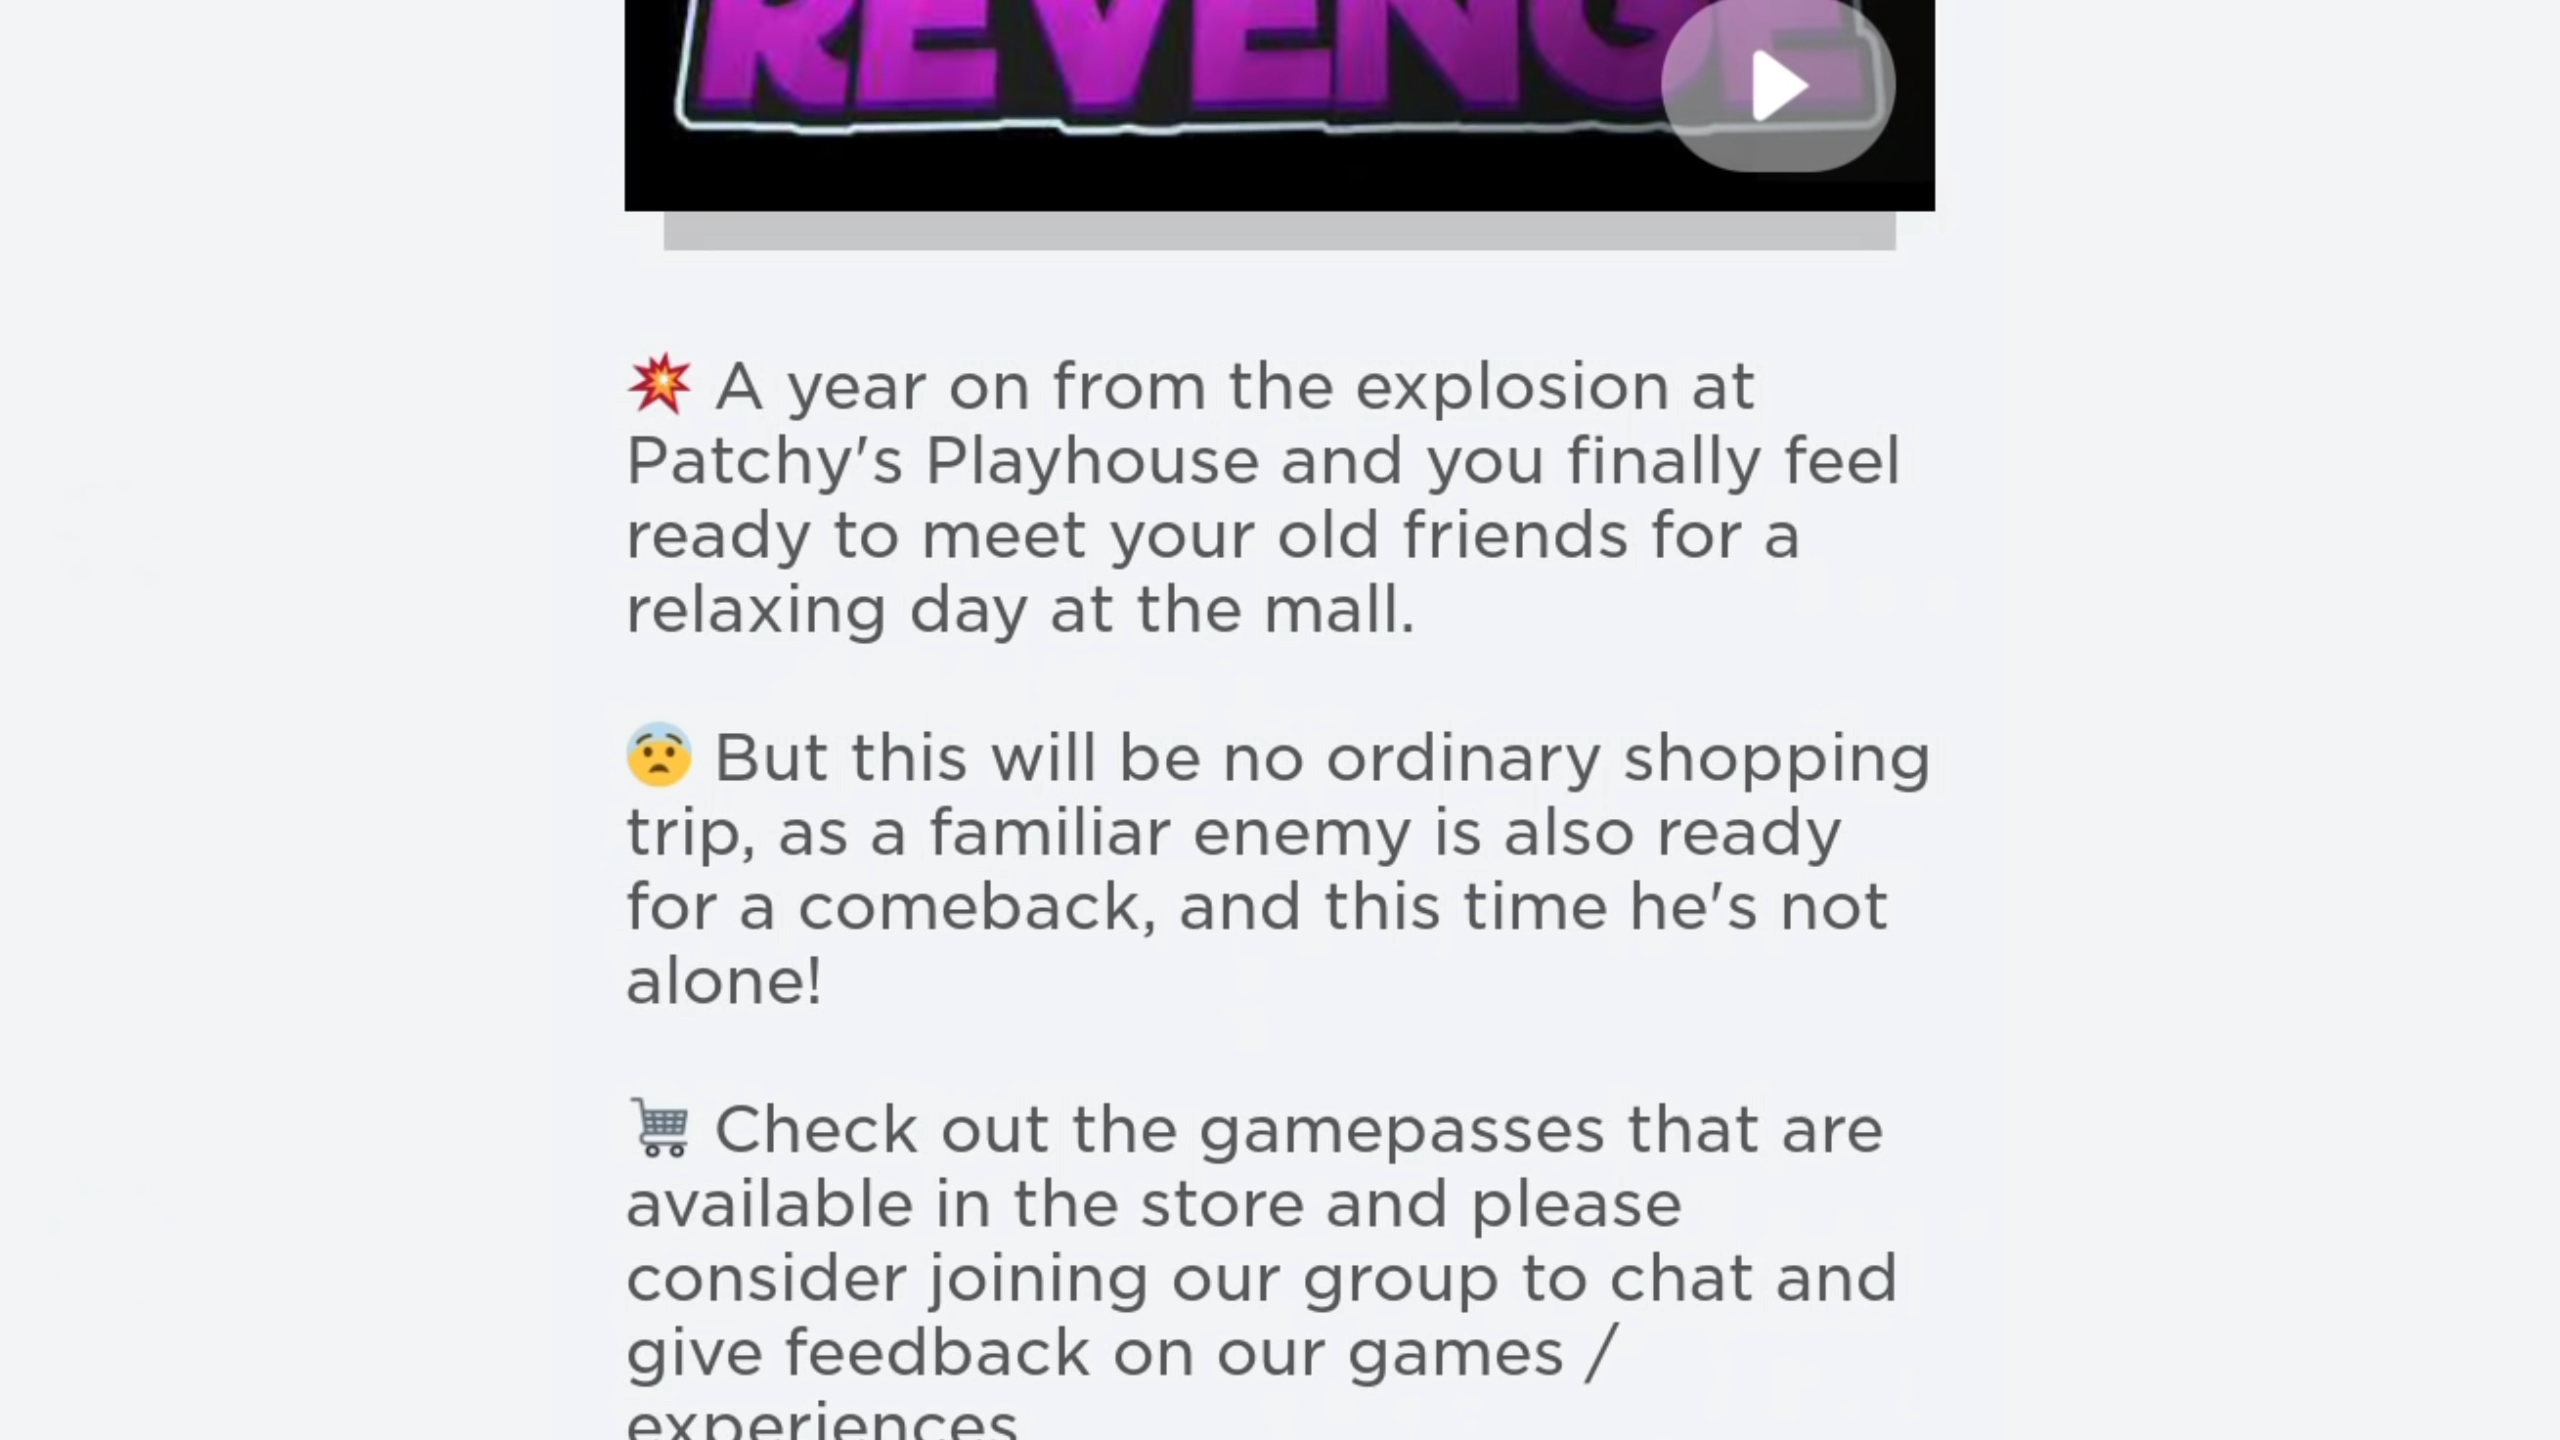 REVENGE
💥 A year on from the explosion at
Patchy's Playhouse and you finally feel
ready to meet your old friends for a
relaxing day at the mall.
😨 But this will be no ordinary shopping
trip, as a familiar enemy is also ready
for a comeback, and this time he's not
alone!
🛒 Check out the gamepasses that are
available in the store and please
consider joining our group to chat and
give feedback on our games /
experiences